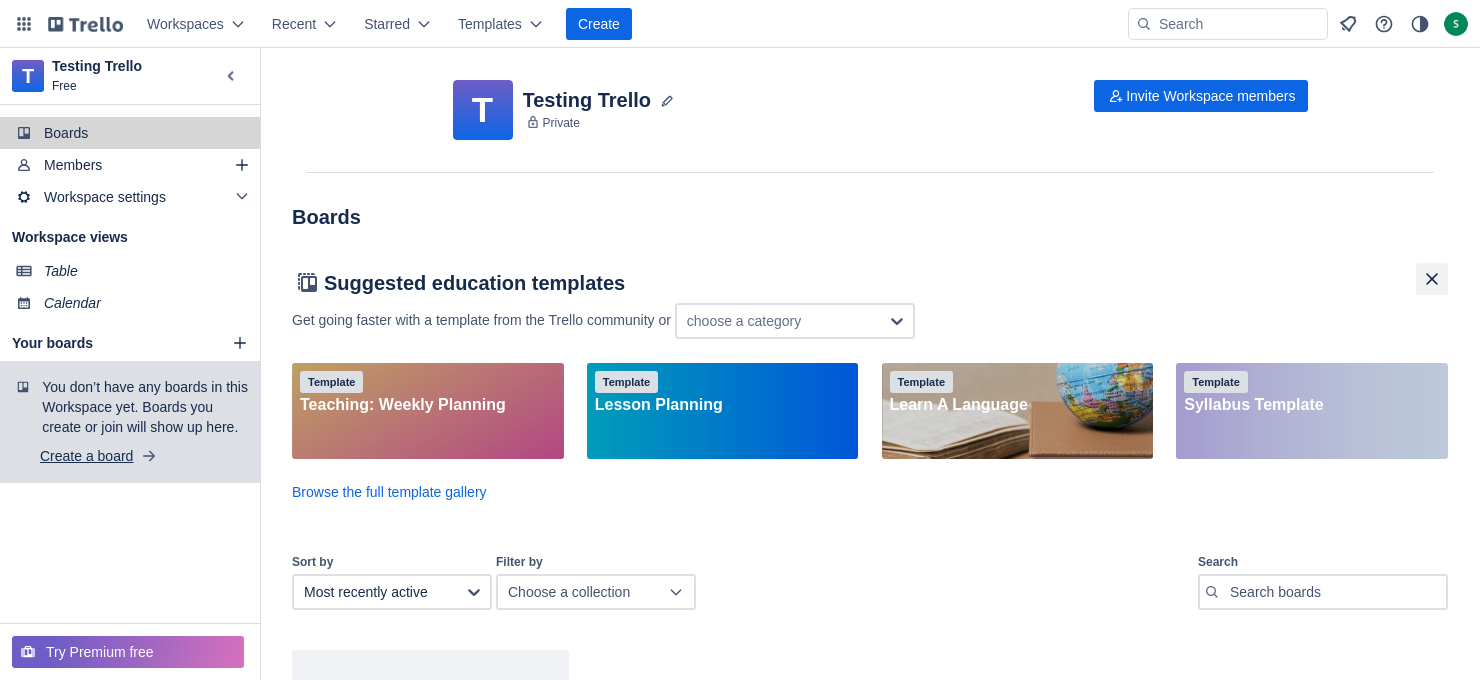 Trello
Workspaces
Recent
Starred
Templates
Create
Search
S
T
Testing Trello
Free
Boards
Members
Workspace settings
Workspace views
Table
Calendar
Your boards
You don’t have any boards in this
Workspace yet. Boards you
create or join will show up here.
Create a board
Try Premium free
T
Testing Trello
Private
Invite Workspace members
Boards
Suggested education templates
Get going faster with a template from the Trello community or choose a category
Template
Teaching: Weekly Planning
Template
Lesson Planning
Template
Learn A Language
Template
Syllabus Template
Browse the full template gallery
Sort by
Most recently active
Filter by
Choose a collection
Search
Search boards